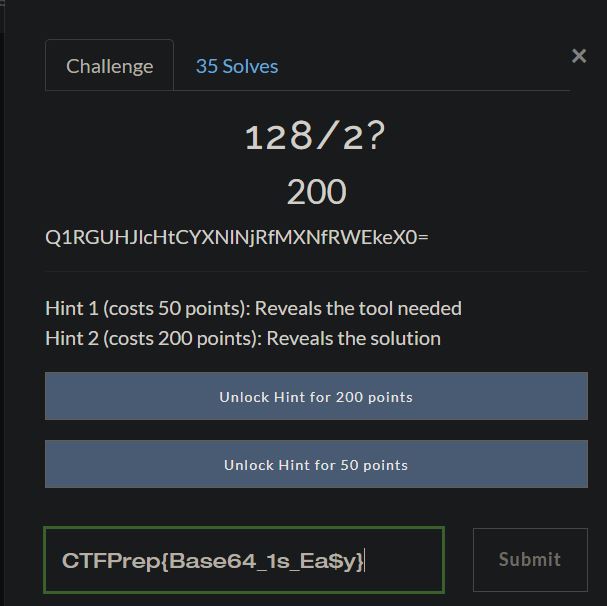 Challenge
35 Solves
×
128/2?
200
Q1RGUHJlcHtCYXNlNjRfMXNfRWEkeX0=
Hint 1 (costs 50 points): Reveals the tool needed
Hint 2 (costs 200 points): Reveals the solution
Unlock Hint for 200 points
Unlock Hint for 50 points
CTFPrep{Base64_1s_Ea$y}
Submit